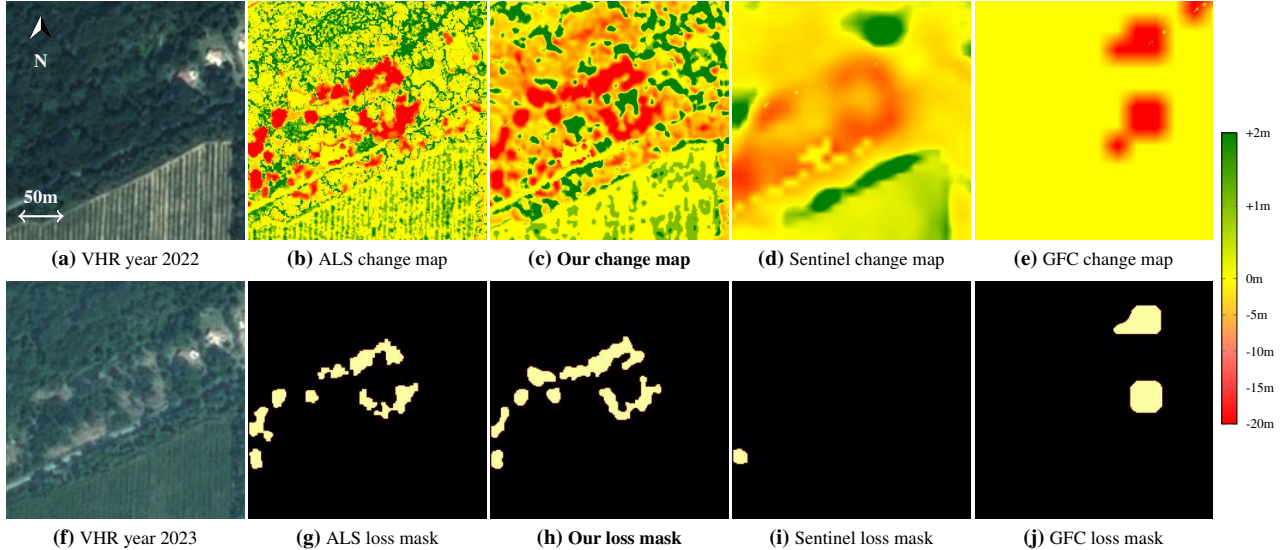 N
50m
(a) VHR year 2022
(b) ALS change map
(c) Our change map
(d) Sentinel change map
(e) GFC change map
+2m
+1m
0m
-5m
-10m
-15m
-20m
(f) VHR year 2023
(g) ALS loss mask
(h) Our loss mask
(i) Sentinel loss mask
(j) GFC loss mask